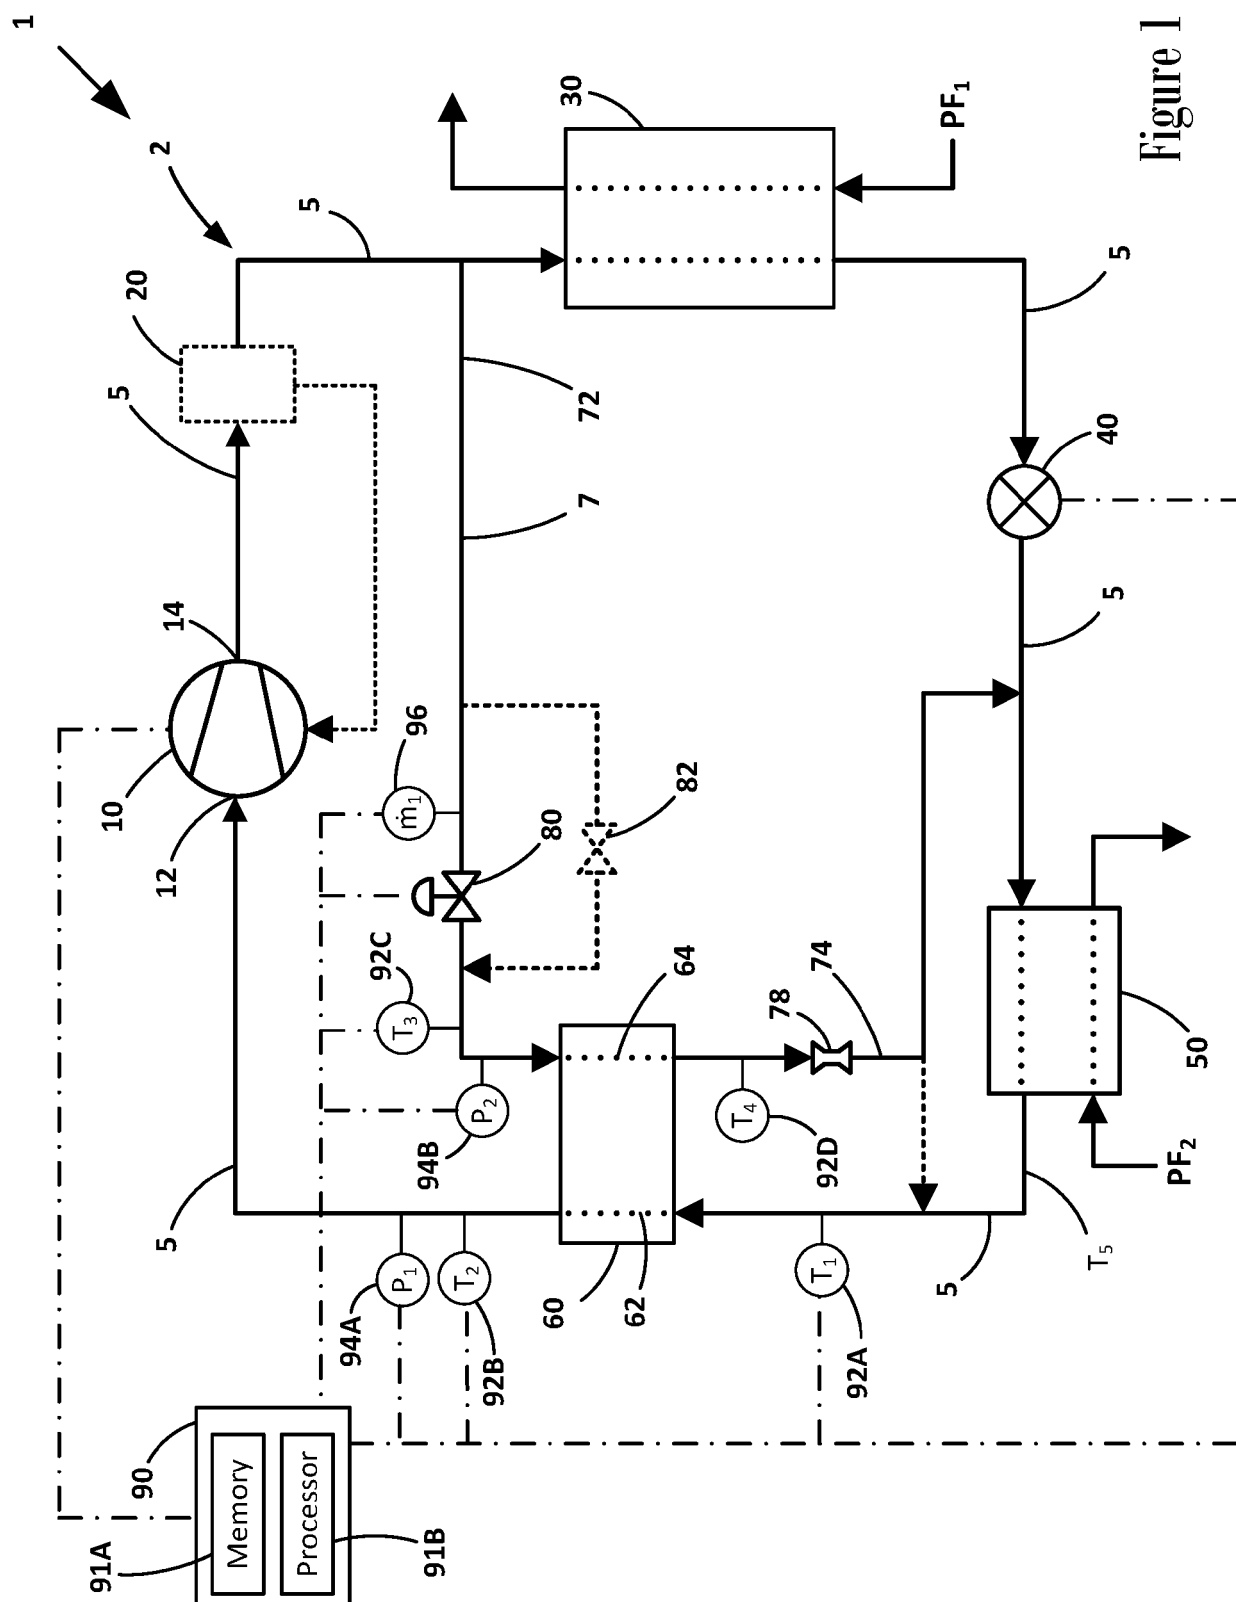 1
2
5
20
5
14
10
12
30
PF₁
72
7
96
ṁ₁
80
82
92C
T₃
94B
P₂
64
78
74
T₄
92D
5
40
5
50
PF₂
T₅
5
T₁
92A
60
62
5
94A
P₁
92B
T₂
90
91A
Memory
Processor
91B
Figure 1